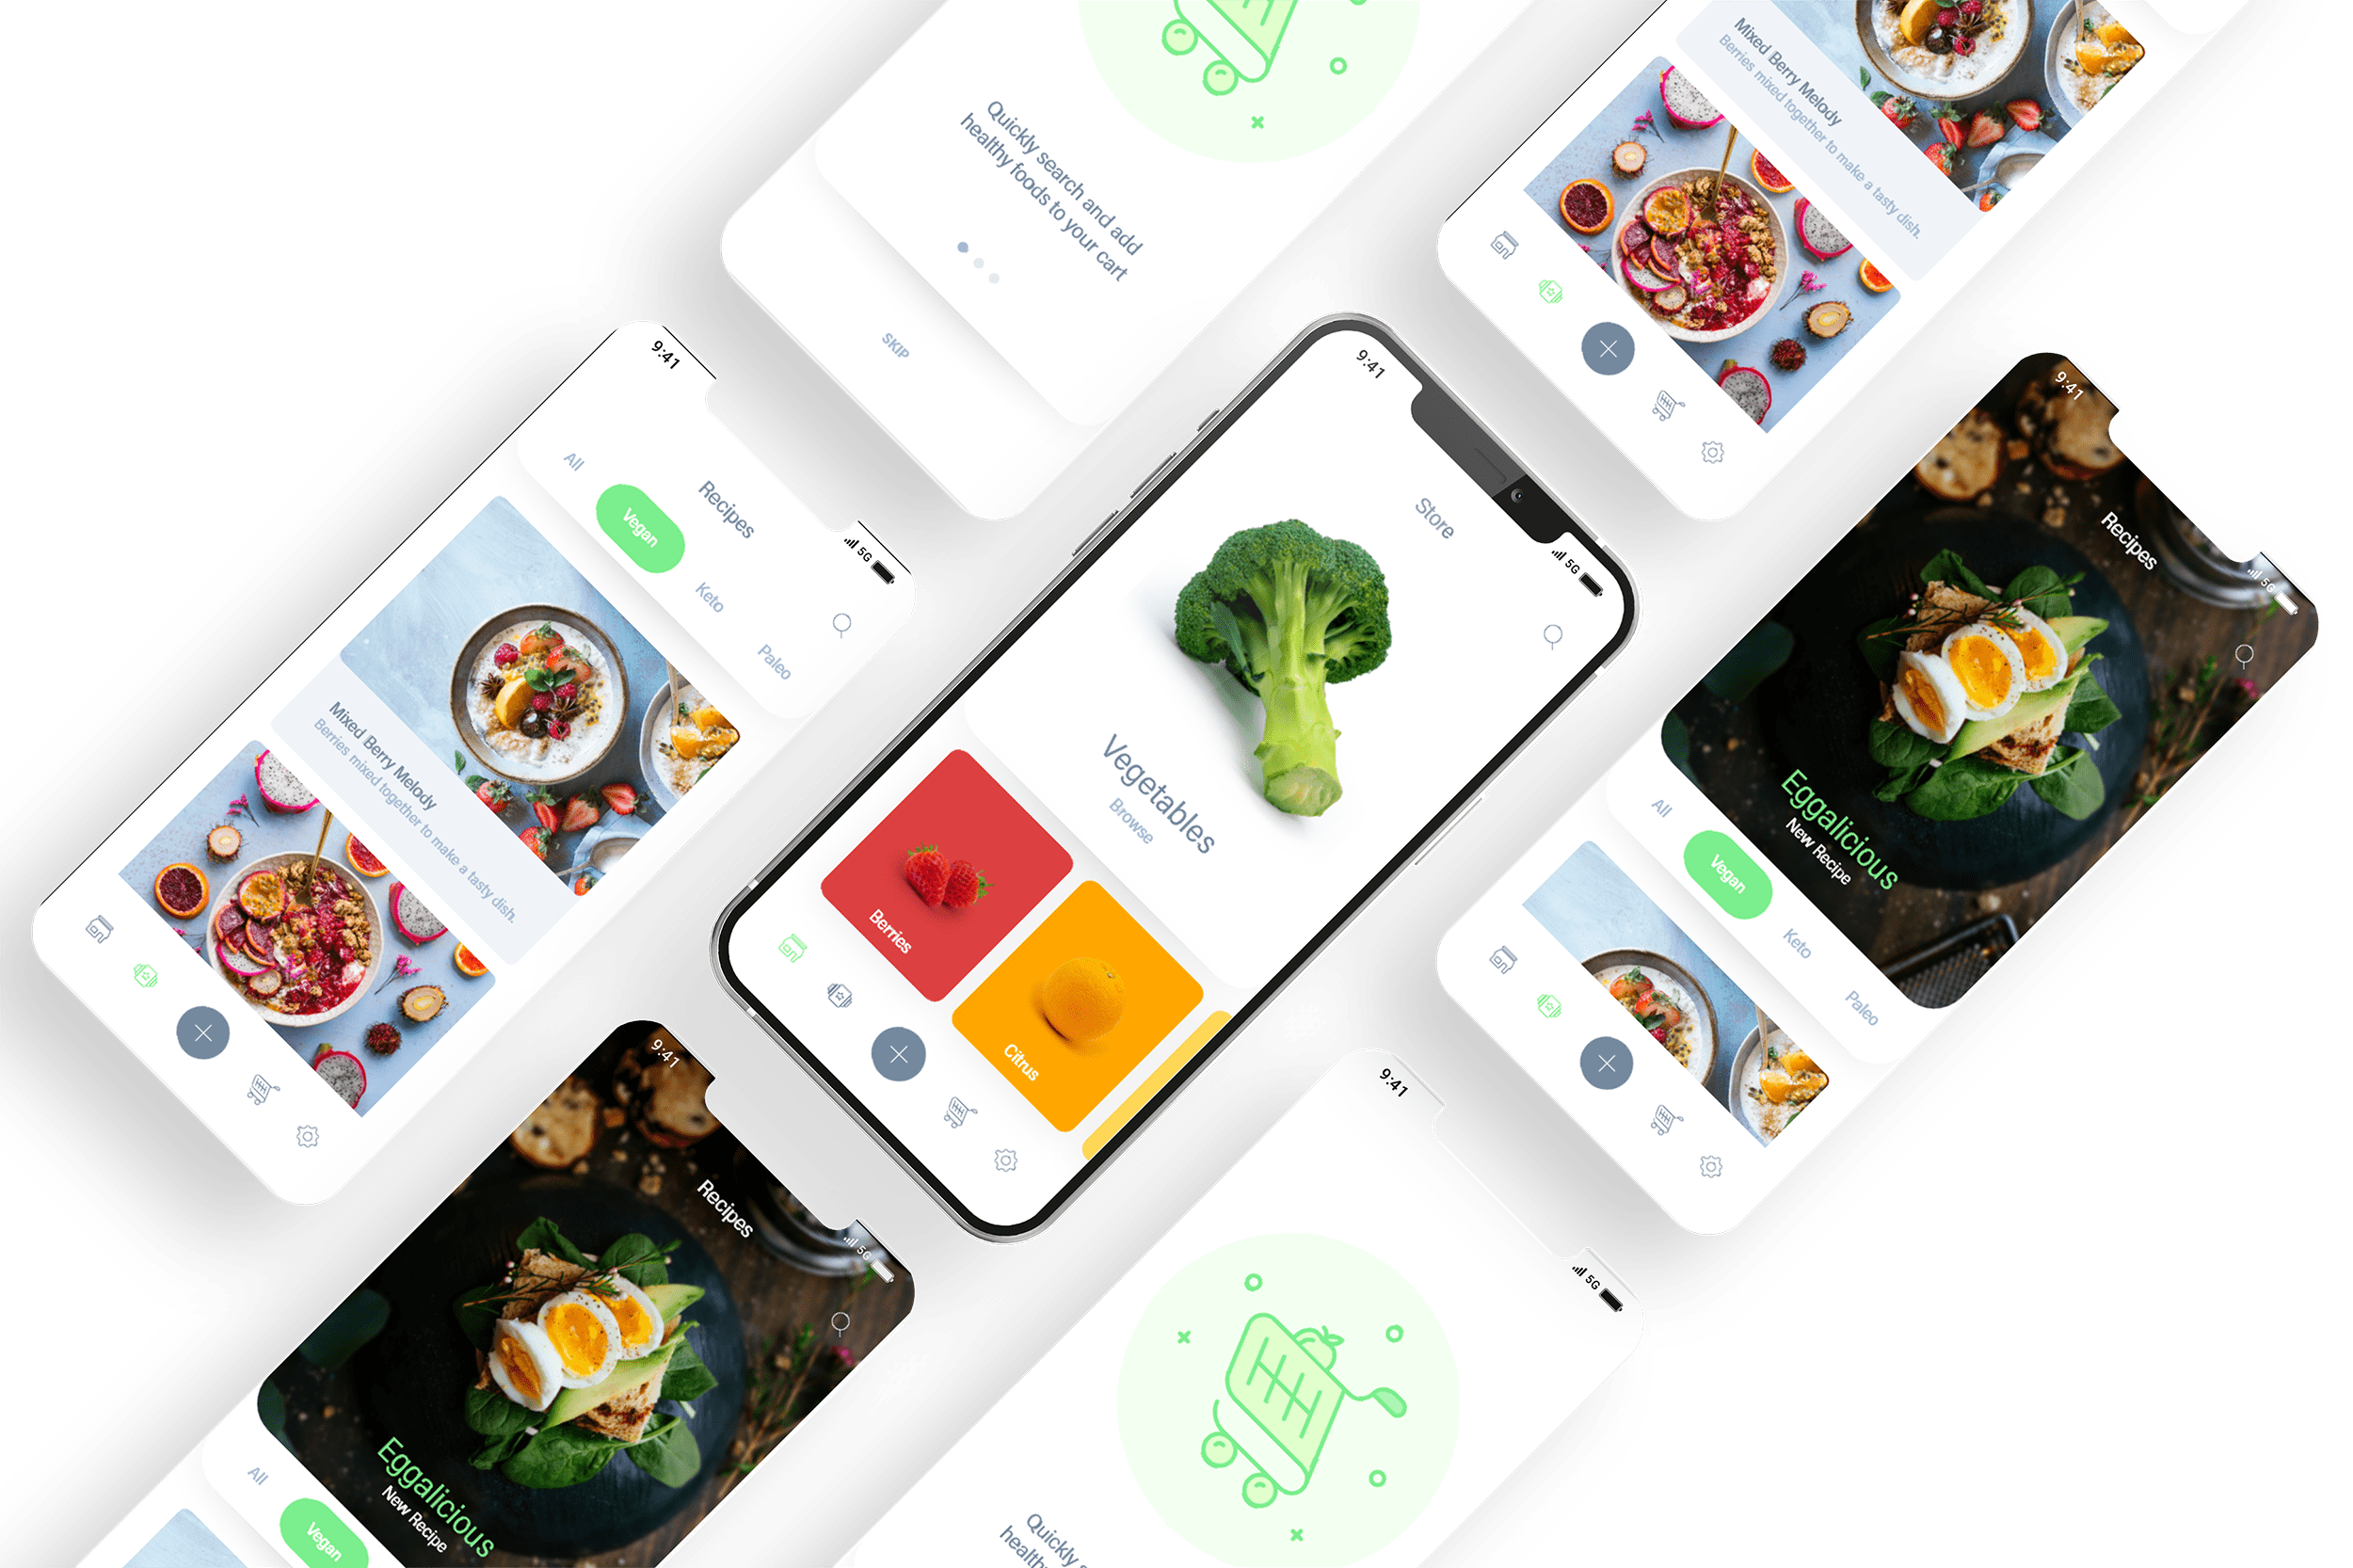 Quickly search and add
healthy foods to your cart
SKIP
Mixed Berry Melody
Berries mixed together to make a tasty dish.
9:41
5G
Recipes
All
Vegan
Keto
Paleo
Mixed Berry Melody
Berries mixed together to make a tasty dish.
9:41
5G
Store
Vegetables
Browse
Berries
Citrus
9:41
5G
Recipes
Eggalicious
New Recipe
All
Vegan
Keto
Paleo
9:41
5G
Recipes
Eggalicious
New Recipe
All
Vegan
9:41
5G
Quickly